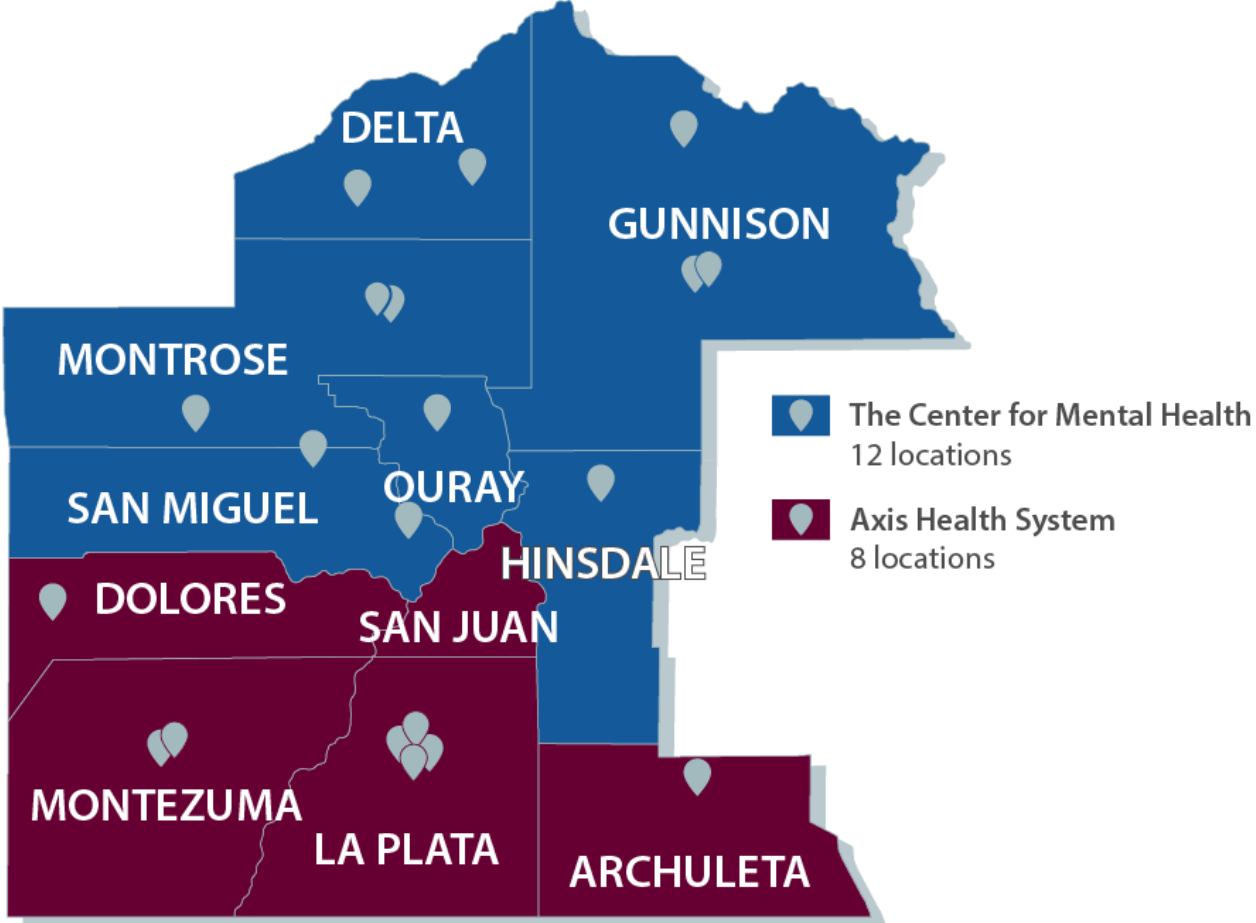 DELTA
GUNNISON
MONTROSE
The Center for Mental Health
12 locations
OURAY
SAN MIGUEL
Axis Health System
8 locations
HINSDALE
DOLORES
SAN JUAN
MONTEZUMA
LA PLATA
ARCHULETA